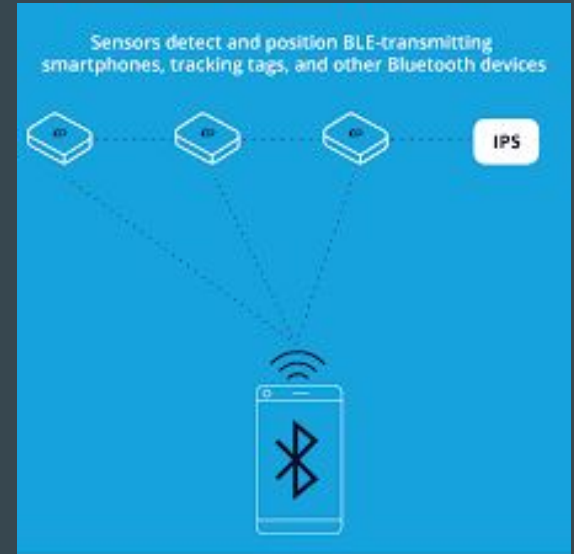 Sensors detect and position BLE-transmitting
smartphones, tracking tags, and other Bluetooth devices
IPS